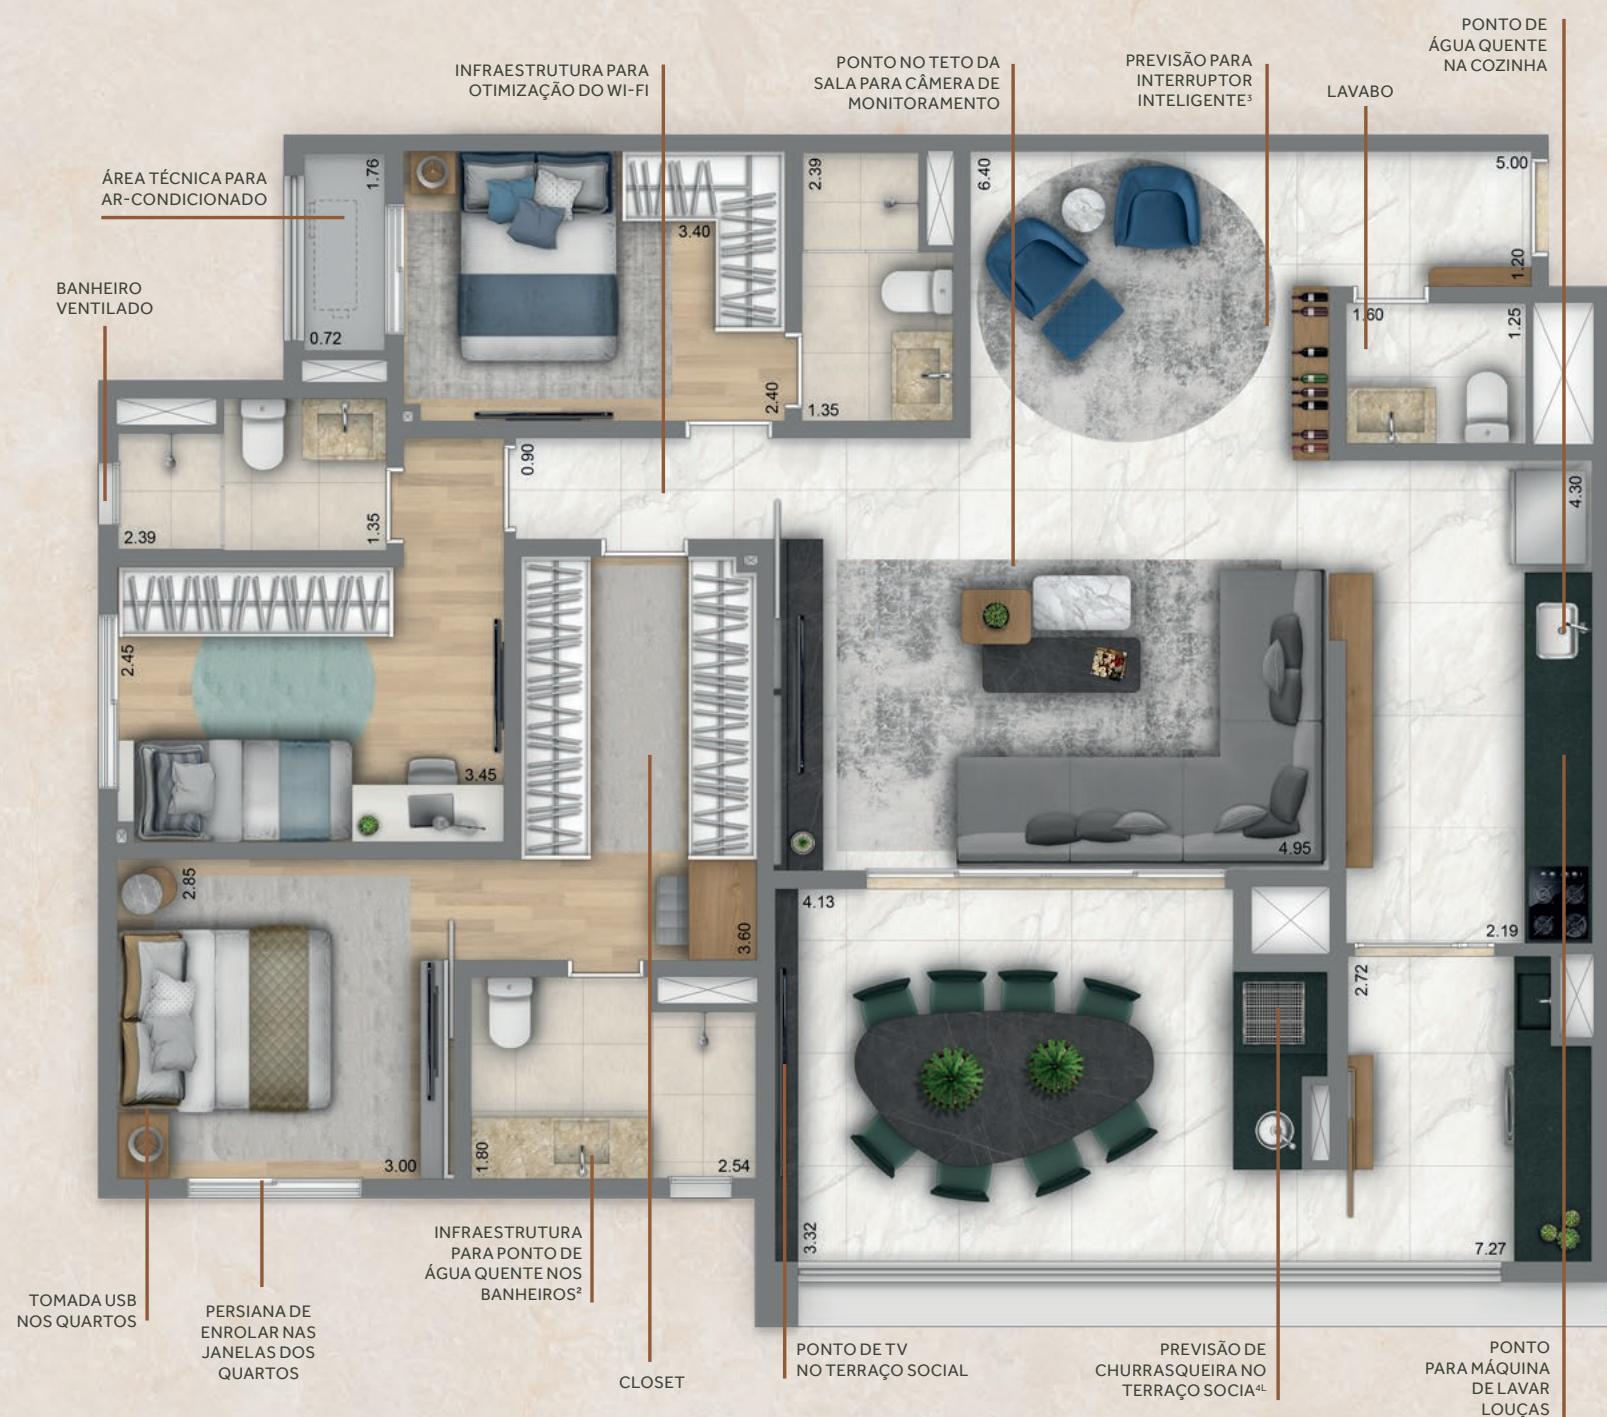 PONTO DE
ÁGUA QUENTE
NA COZINHA
INFRAESTRUTURA PARA
OTIMIZAÇÃO DO WI-FI
PONTO NO TETO DA
SALA PARA CÂMERA DE
MONITORAMENTO
PREVISÃO PARA
INTERRUPTOR
INTELIGENTE³
LAVABO
ÁREA TÉCNICA PARA
AR-CONDICIONADO
BANHEIRO
VENTILADO
1.76
0.72
3.40
2.40
2.39
1.35
6.40
5.00
1.20
1.60
1.25
2.39
1.35
0.90
4.30
2.45
3.45
4.95
2.85
3.60
4.13
2.19
2.72
3.00
1.80
2.54
3.32
7.27
TOMADA USB
NOS QUARTOS
PERSIANA DE
ENROLAR NAS
JANELAS DOS
QUARTOS
INFRAESTRUTURA
PARA PONTO DE
ÁGUA QUENTE NOS
BANHEIROS²
CLOSET
PONTO DE TV
NO TERRAÇO SOCIAL
PREVISÃO DE
CHURRASQUEIRA NO
TERRAÇO SOCIA⁴ᴸ
PONTO
PARA MÁQUINA
DE LAVAR
LOUÇAS